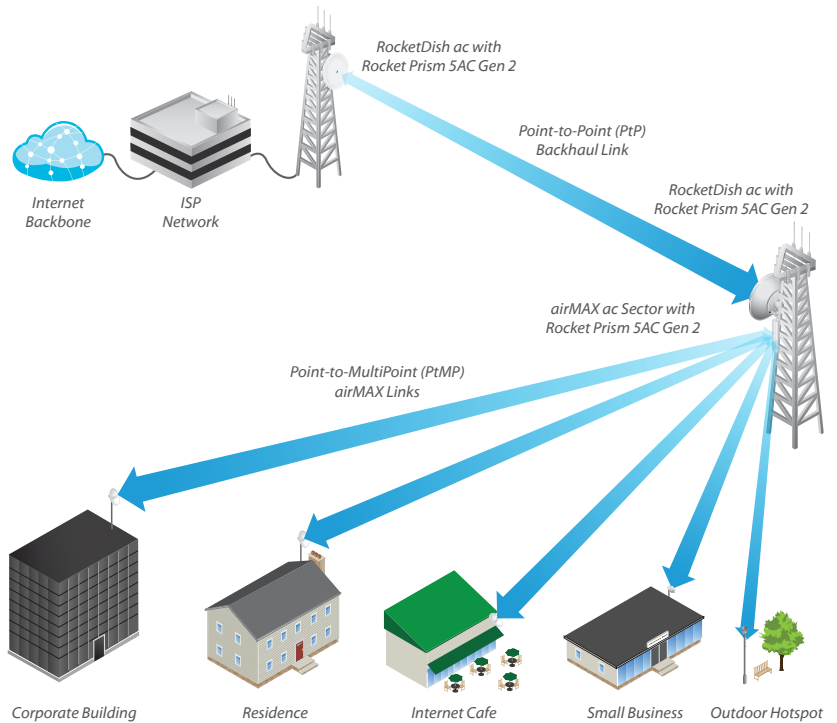 RocketDish ac with
Rocket Prism 5AC Gen 2
Point-to-Point (PtP)
Backhaul Link
Internet
Backbone
ISP
Network
RocketDish ac with
Rocket Prism 5AC Gen 2
airMAX ac Sector with
Rocket Prism 5AC Gen 2
Point-to-MultiPoint (PtMP)
airMAX Links
Corporate Building
Residence
Internet Cafe
Small Business
Outdoor Hotspot